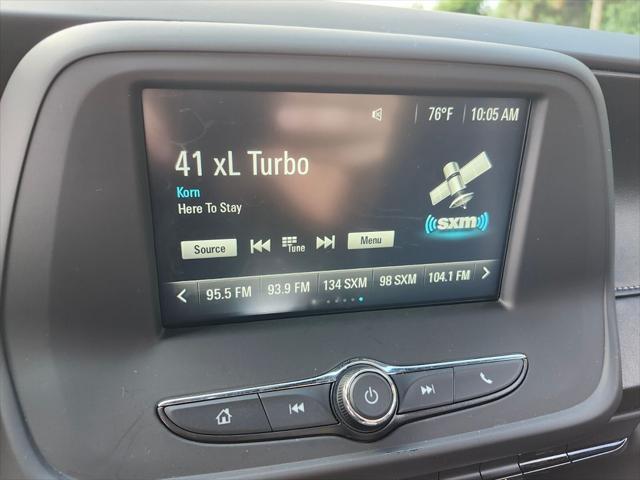 76°F 10:05 AM
41 xL Turbo
Korn
Here To Stay
sxm
Source Tune Menu
95.5 FM 93.9 FM 134 SXM 98 SXM 104.1 FM